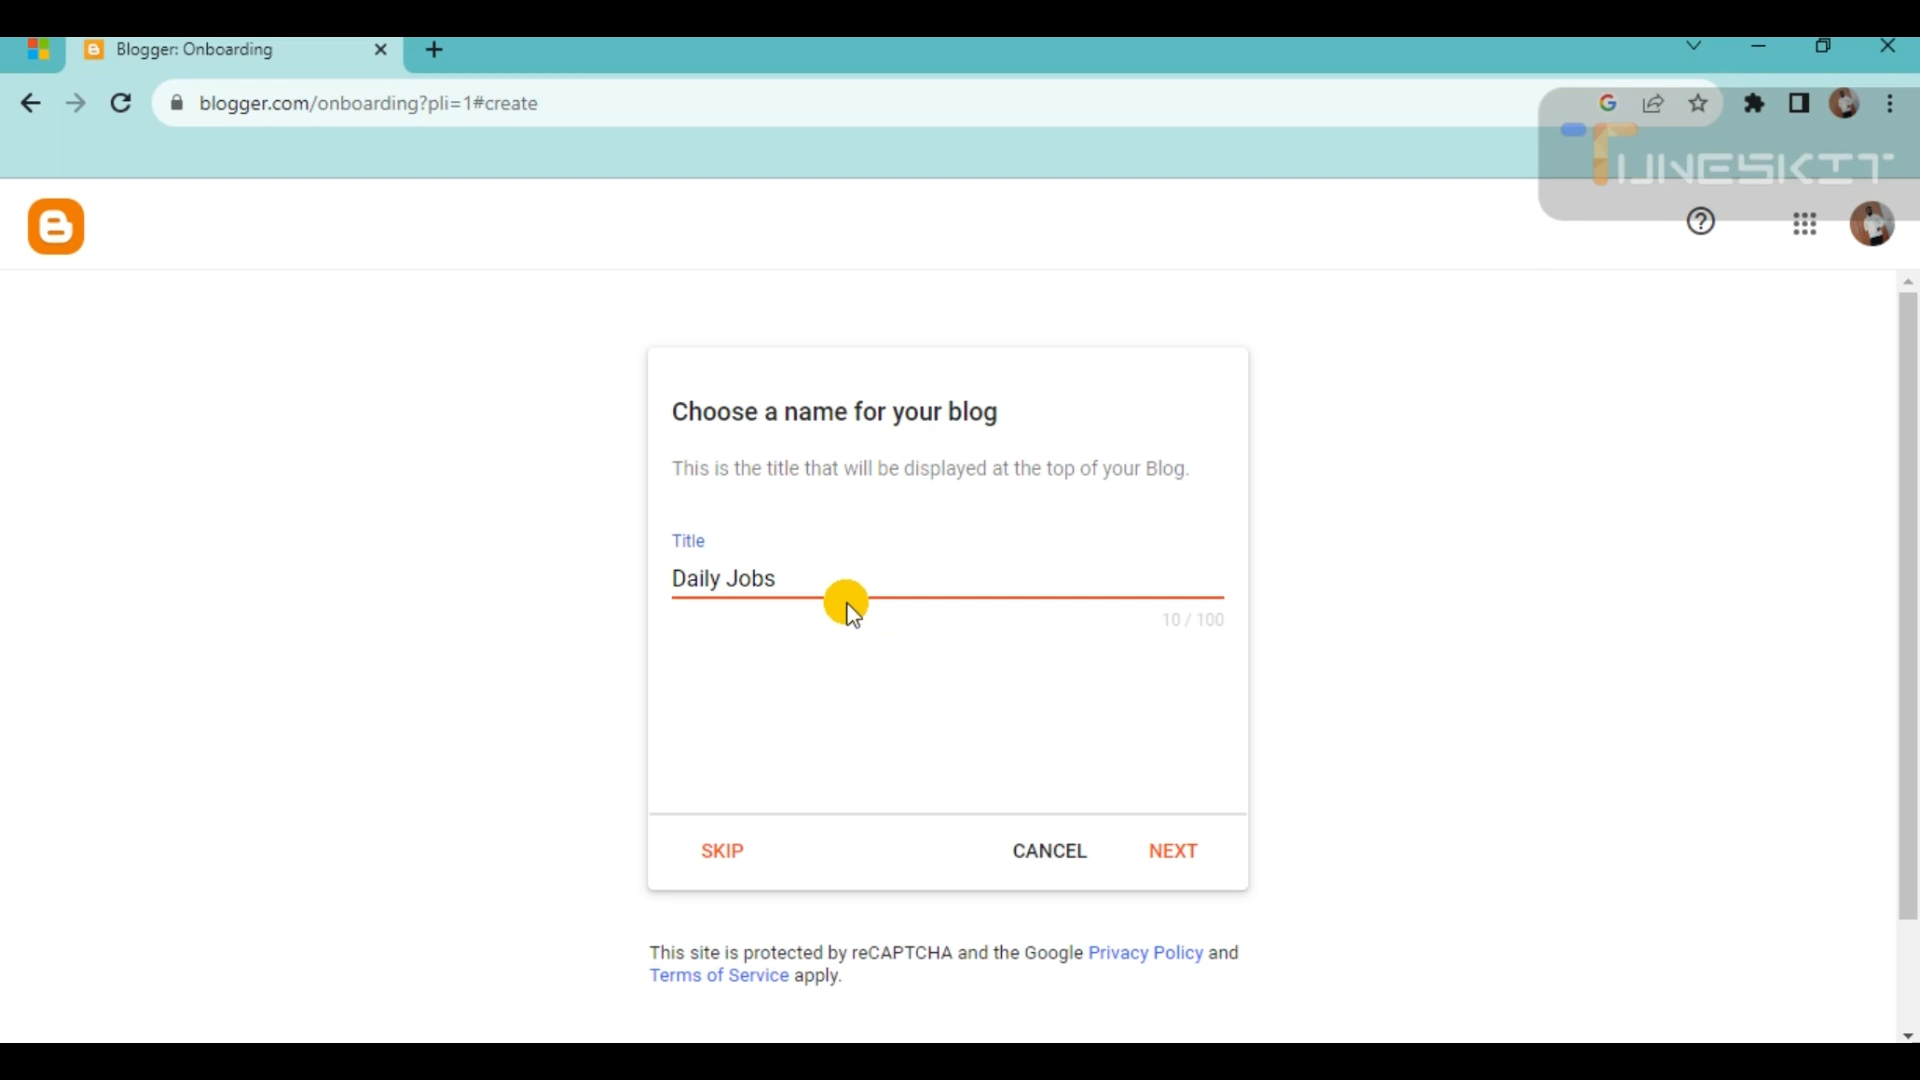 Blogger: Onboarding
blogger.com/onboarding?pli=1#create
TUNESKIT
Choose a name for your blog
This is the title that will be displayed at the top of your Blog.
Title
Daily Jobs
10 / 100
SKIP CANCEL NEXT
This site is protected by reCAPTCHA and the Google Privacy Policy and
Terms of Service apply.